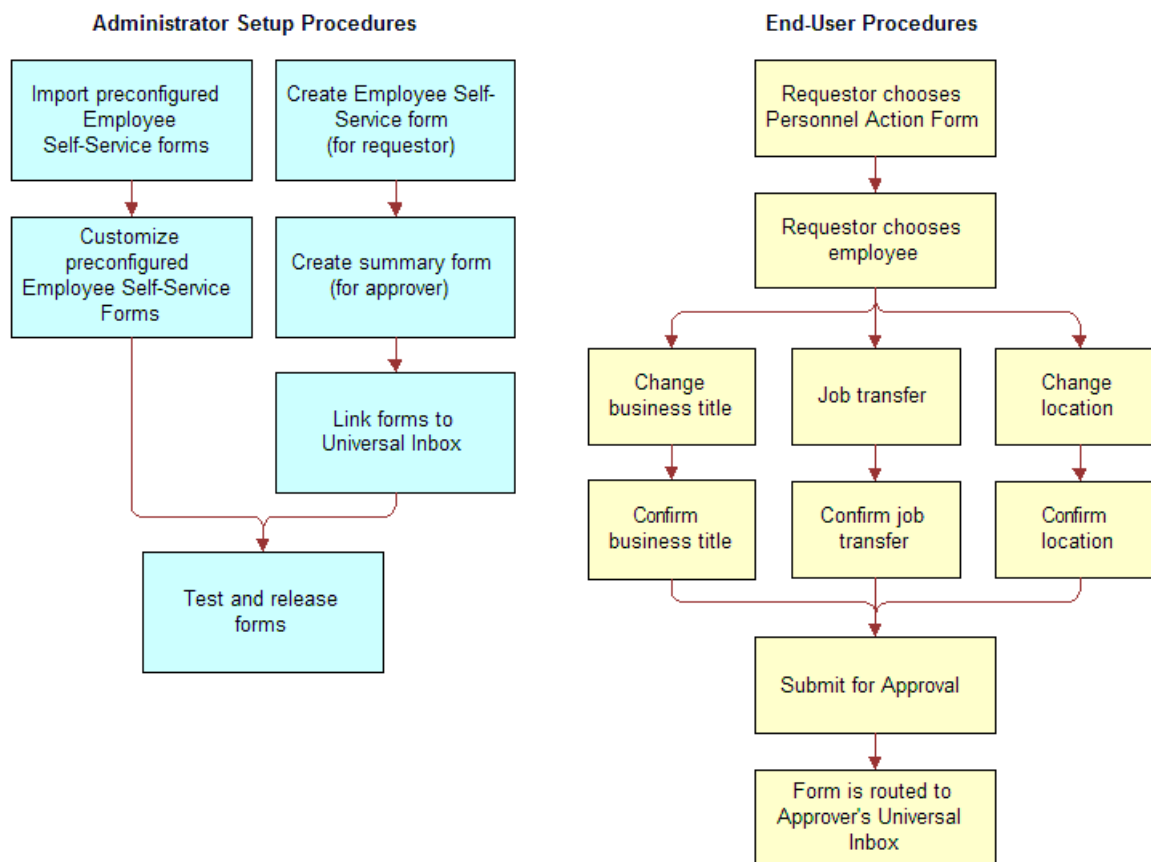 Administrator Setup Procedures
End-User Procedures
Import preconfigured
Employee
Self-Service forms
Create Employee Self-
Service form
(for requestor)
Customize
preconfigured
Employee Self-Service
Forms
Create summary form
(for approver)
Link forms to
Universal Inbox
Test and release
forms
Requestor chooses
Personnel Action Form
Requestor chooses
employee
Change
business title
Job transfer
Change
location
Confirm
business title
Confirm job
transfer
Confirm
location
Submit for Approval
Form is routed to
Approver's Universal
Inbox